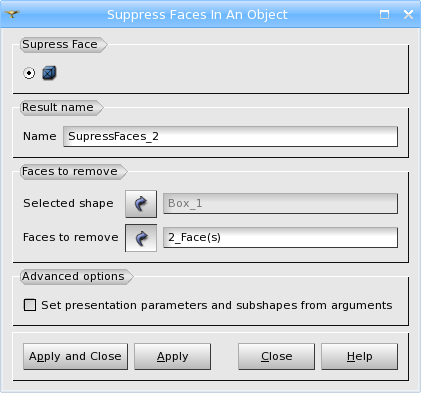 Suppress Faces In An Object
Supress Face
Result name
Name SupressFaces_2
Faces to remove
Selected shape Box_1
Faces to remove 2_Face(s)
Advanced options
Set presentation parameters and subshapes from arguments
Apply and Close Apply Close Help